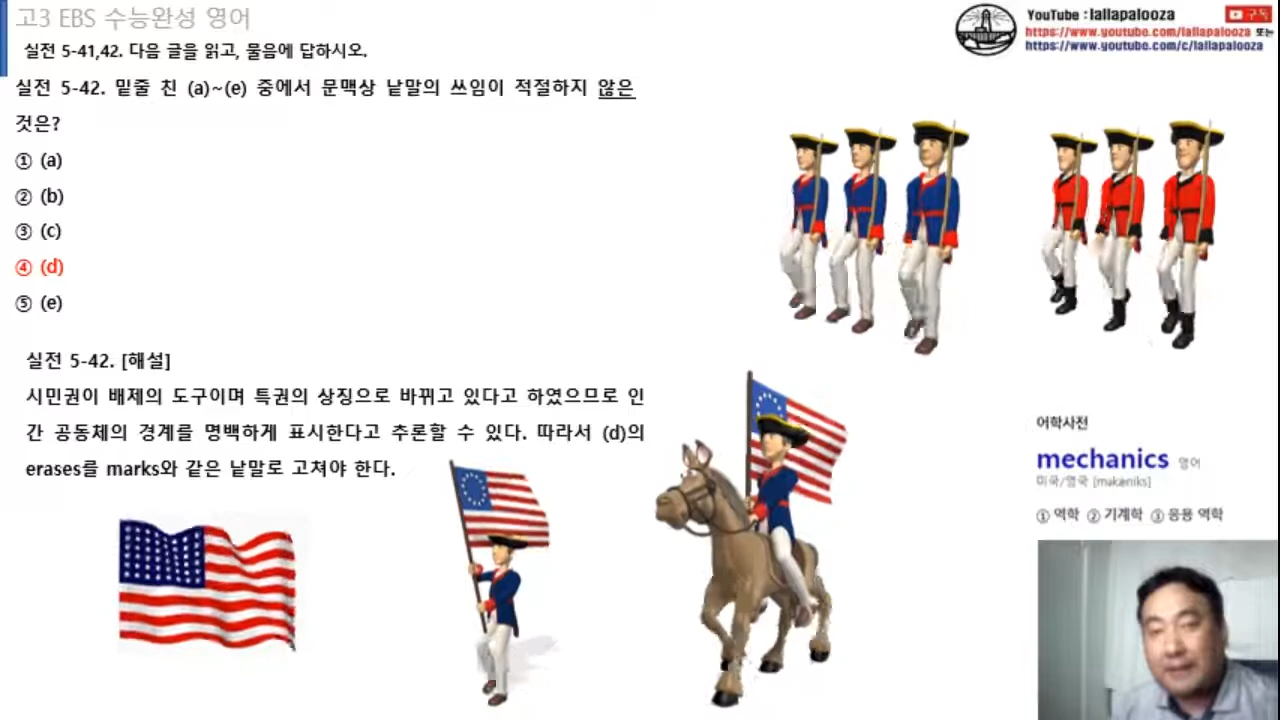 고3 EBS 수능완성 영어
실전 5-41,42. 다음 글을 읽고, 물음에 답하시오.
실전 5-42. 밑줄 친 (a)~(e) 중에서 문맥상 낱말의 쓰임이 적절하지 않은
것은?
① (a)
② (b)
③ (c)
④ (d)
⑤ (e)
실전 5-42. [해설]
시민권이 배제의 도구이며 특권의 상징으로 바뀌고 있다고 하였으므로 인
간 공동체의 경계를 명백하게 표시한다고 추론할 수 있다. 따라서 (d)의
erases를 marks와 같은 낱말로 고쳐야 한다.
YouTube : lallapalooza
구독
https://www.youtube.com/lallapalooza 또는
https://www.youtube.com/c/lallapalooza
어학사전
mechanics 영어
미국/영국 [məkæniks]
① 역학 ② 기계학 ③ 응용 역학